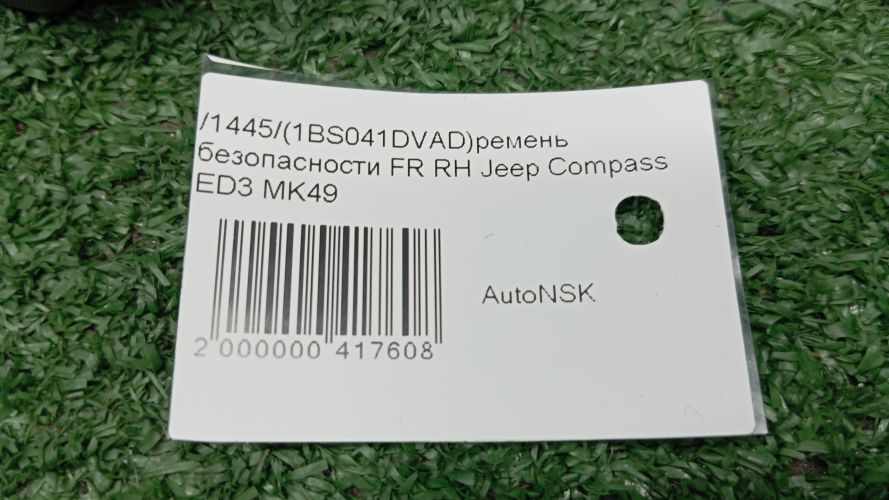 /1445/(1BS041DVAD)ремень
безопасности FR RH Jeep Compass
ED3 MK49
AutoNSK
2 000000 417608